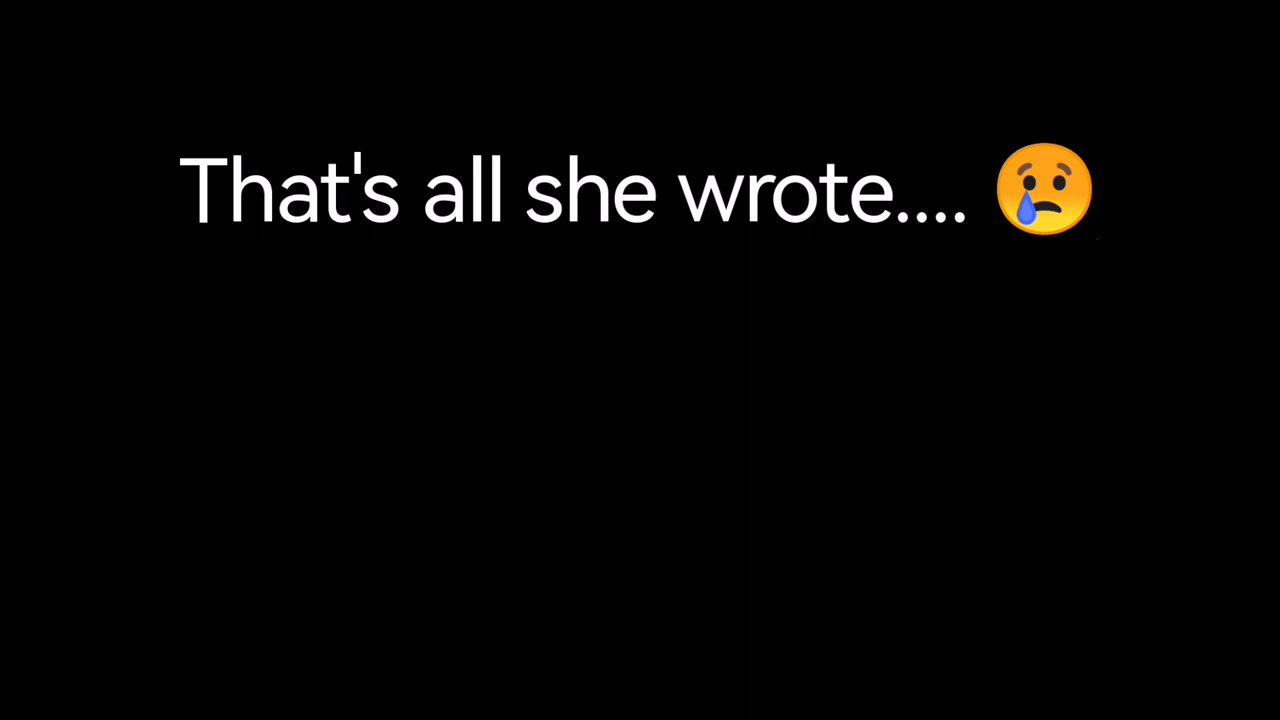 That's all she wrote.... 😢